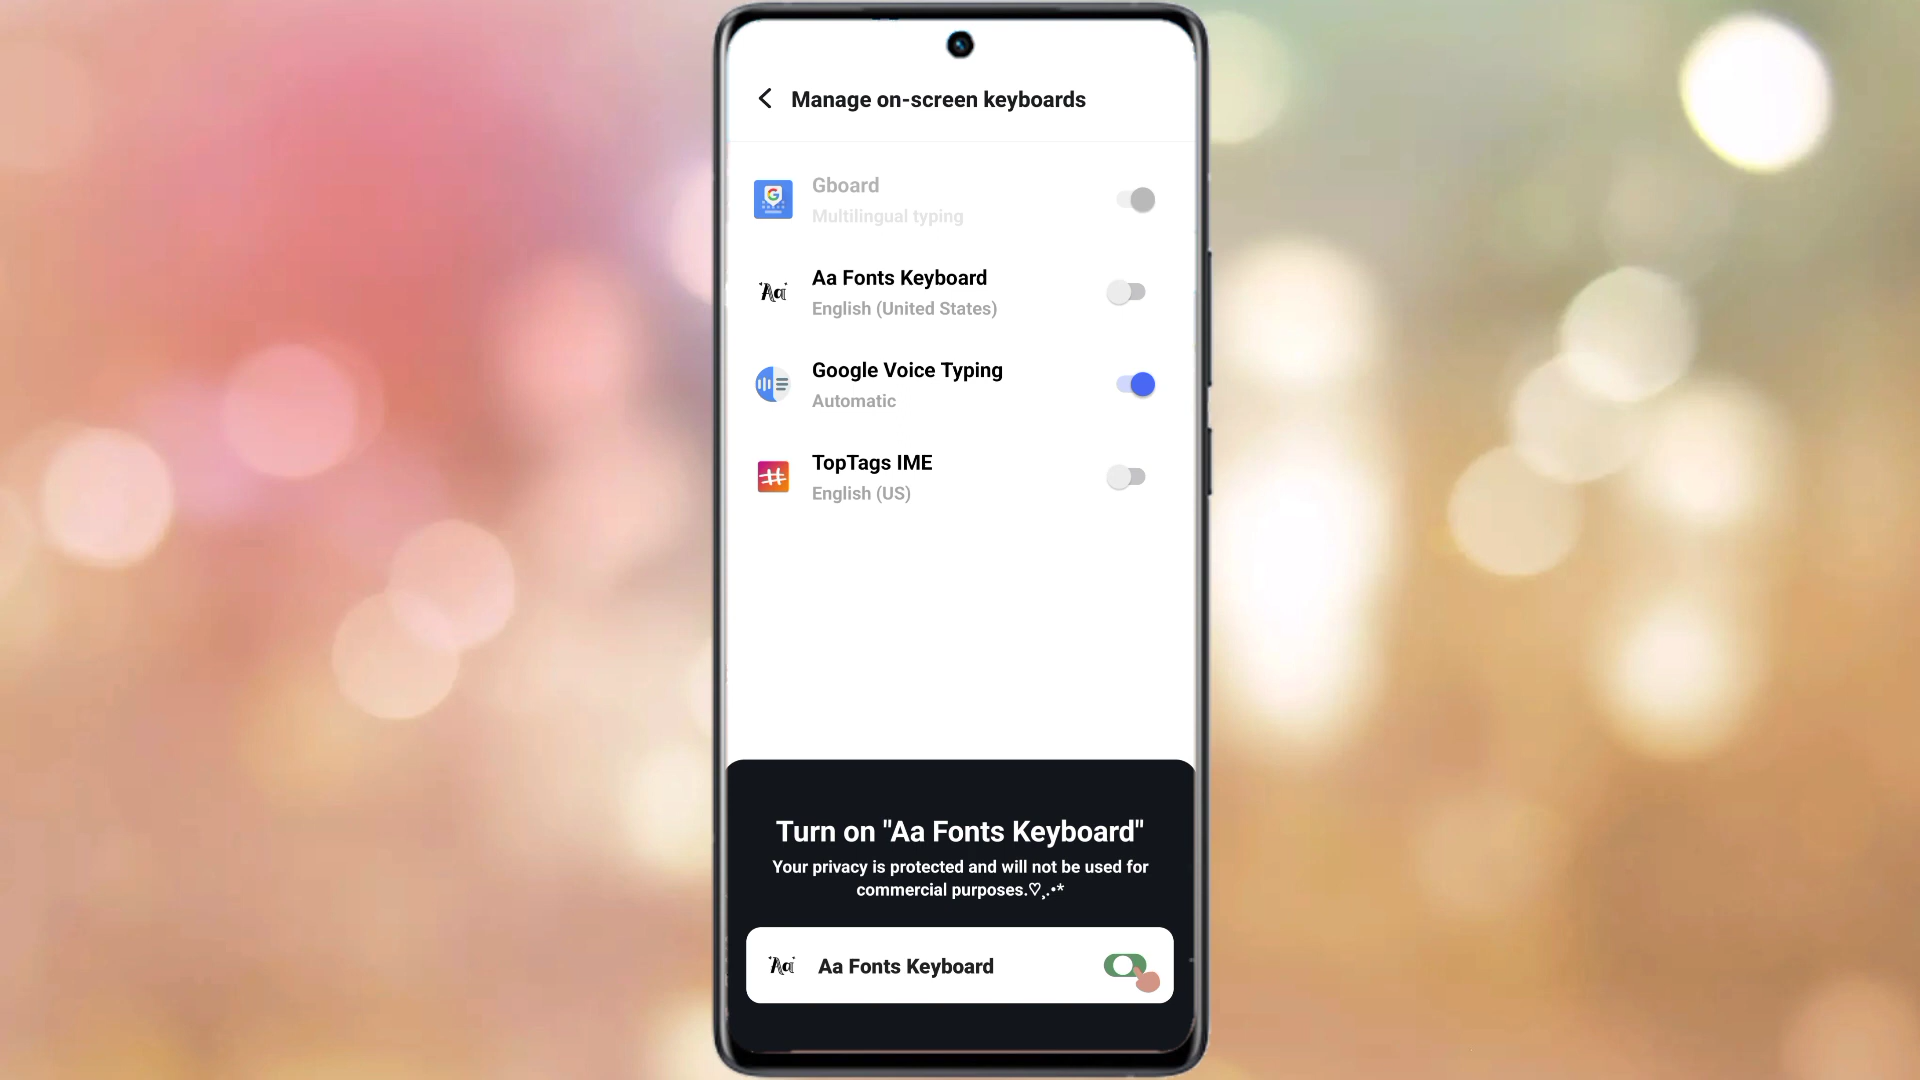 Manage on-screen keyboards
Gboard
Multilingual typing
Aa Fonts Keyboard
English (United States)
Google Voice Typing
Automatic
TopTags IME
English (US)
Turn on "Aa Fonts Keyboard"
Your privacy is protected and will not be used for
commercial purposes.♡¸.•*
Aa Fonts Keyboard